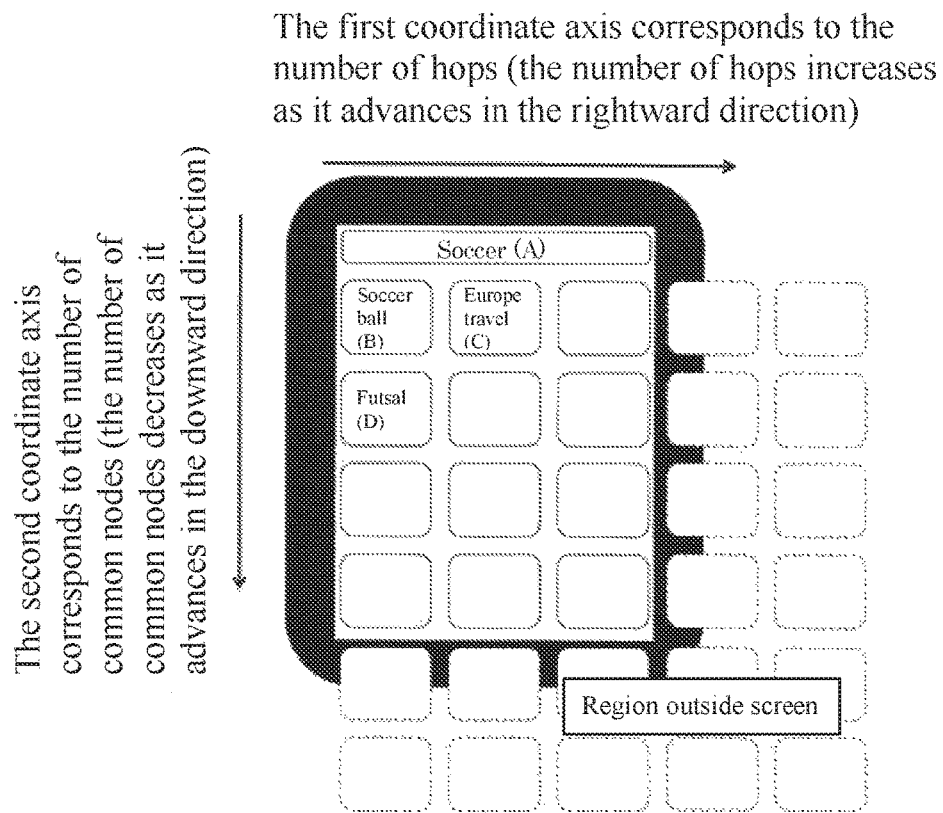 The first coordinate axis corresponds to the
number of hops (the number of hops increases
as it advances in the rightward direction)
The second coordinate axis
corresponds to the number of
common nodes (the number of
common nodes decreases as it
advances in the downward direction)
Soccer (A)
Soccer
ball
(B)
Europe
travel
(C)
Futsal
(D)
Region outside screen